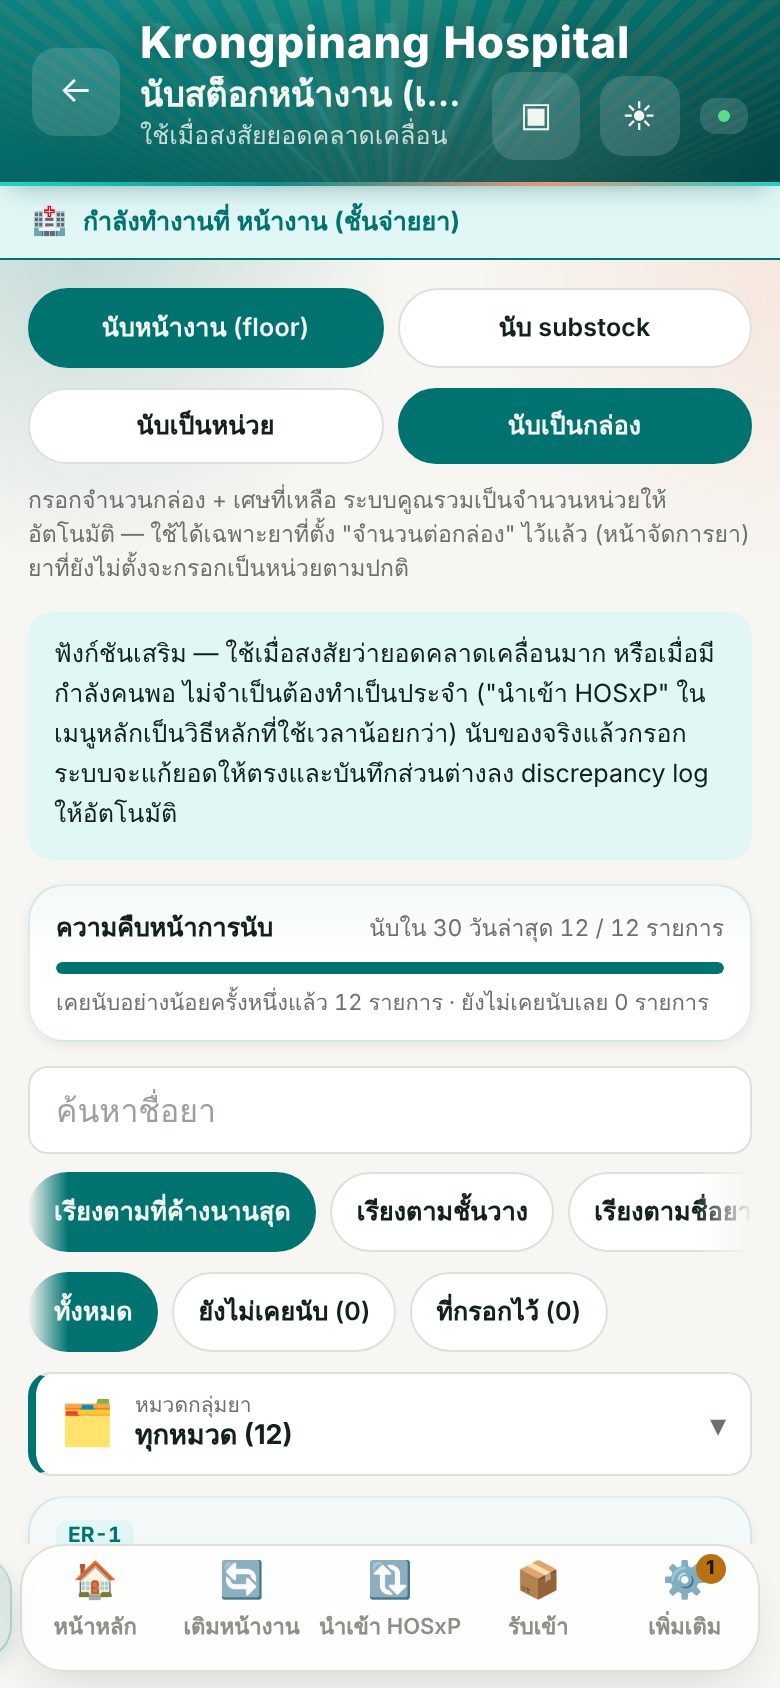 Krongpinang Hospital
นับสต็อกหน้างาน (เ...
ใช้เมื่อสงสัยยอดคลาดเคลื่อน
กำลังทำงานที่ หน้างาน (ชั้นจ่ายยา)
นับหน้างาน (floor)
นับ substock
นับเป็นหน่วย
นับเป็นกล่อง
กรอกจำนวนกล่อง + เศษที่เหลือ ระบบคูณรวมเป็นจำนวนหน่วยให้
อัตโนมัติ — ใช้ได้เฉพาะยาที่ตั้ง "จำนวนต่อกล่อง" ไว้แล้ว (หน้าจัดการยา)
ยาที่ยังไม่ตั้งจะกรอกเป็นหน่วยตามปกติ
ฟังก์ชันเสริม — ใช้เมื่อสงสัยว่ายอดคลาดเคลื่อนมาก หรือเมื่อมี
กำลังคนพอ ไม่จำเป็นต้องทำเป็นประจำ ("นำเข้า HOSxP" ใน
เมนูหลักเป็นวิธีหลักที่ใช้เวลาน้อยกว่า) นับของจริงแล้วกรอก
ระบบจะแก้ยอดให้ตรงและบันทึกส่วนต่างลง discrepancy log
ให้อัตโนมัติ
ความคืบหน้าการนับ
นับใน 30 วันล่าสุด 12 / 12 รายการ
เคยนับอย่างน้อยครั้งหนึ่งแล้ว 12 รายการ · ยังไม่เคยนับเลย 0 รายการ
ค้นหาชื่อยา
เรียงตามที่ค้างนานสุด
เรียงตามชั้นวาง
เรียงตามชื่อยา
ทั้งหมด
ยังไม่เคยนับ (0)
ที่กรอกไว้ (0)
หมวดกลุ่มยา
ทุกหมวด (12)
ER-1
1
หน้าหลัก
เติมหน้างาน
นำเข้า HOSxP
รับเข้า
เพิ่มเติม